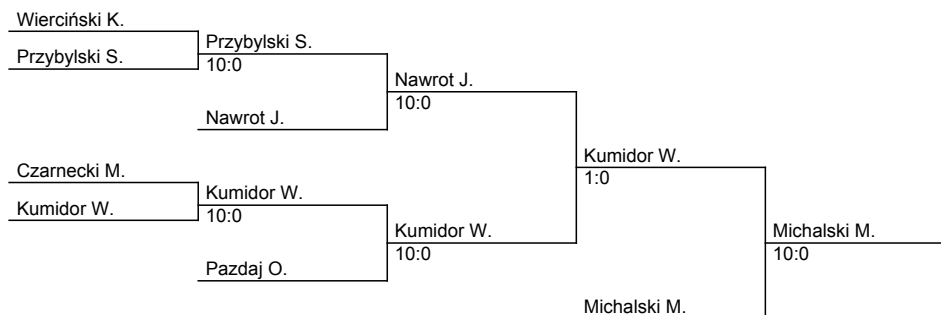 Wierciński K.
Przybylski S.
Przybylski S.
10:0
Nawrot J.
Nawrot J.
10:0
Czarnecki M.
Kumidor W.
Kumidor W.
10:0
Pazdaj O.
Kumidor W.
10:0
Kumidor W.
1:0
Michalski M.
Michalski M.
10:0